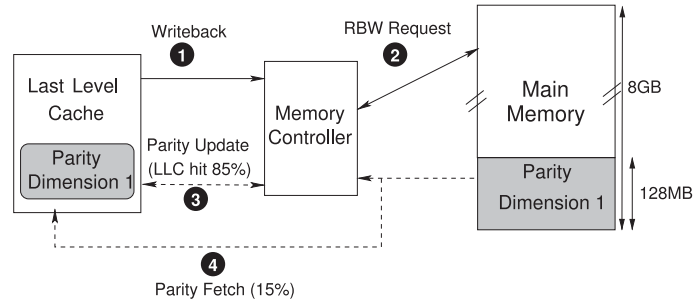 Writeback
1
RBW Request
2
Last Level
Cache
Memory
Controller
Main
Memory
8GB
Parity
Dimension 1
Parity Update
(LLC hit 85%)
3
Parity
Dimension 1
128MB
4
Parity Fetch (15%)